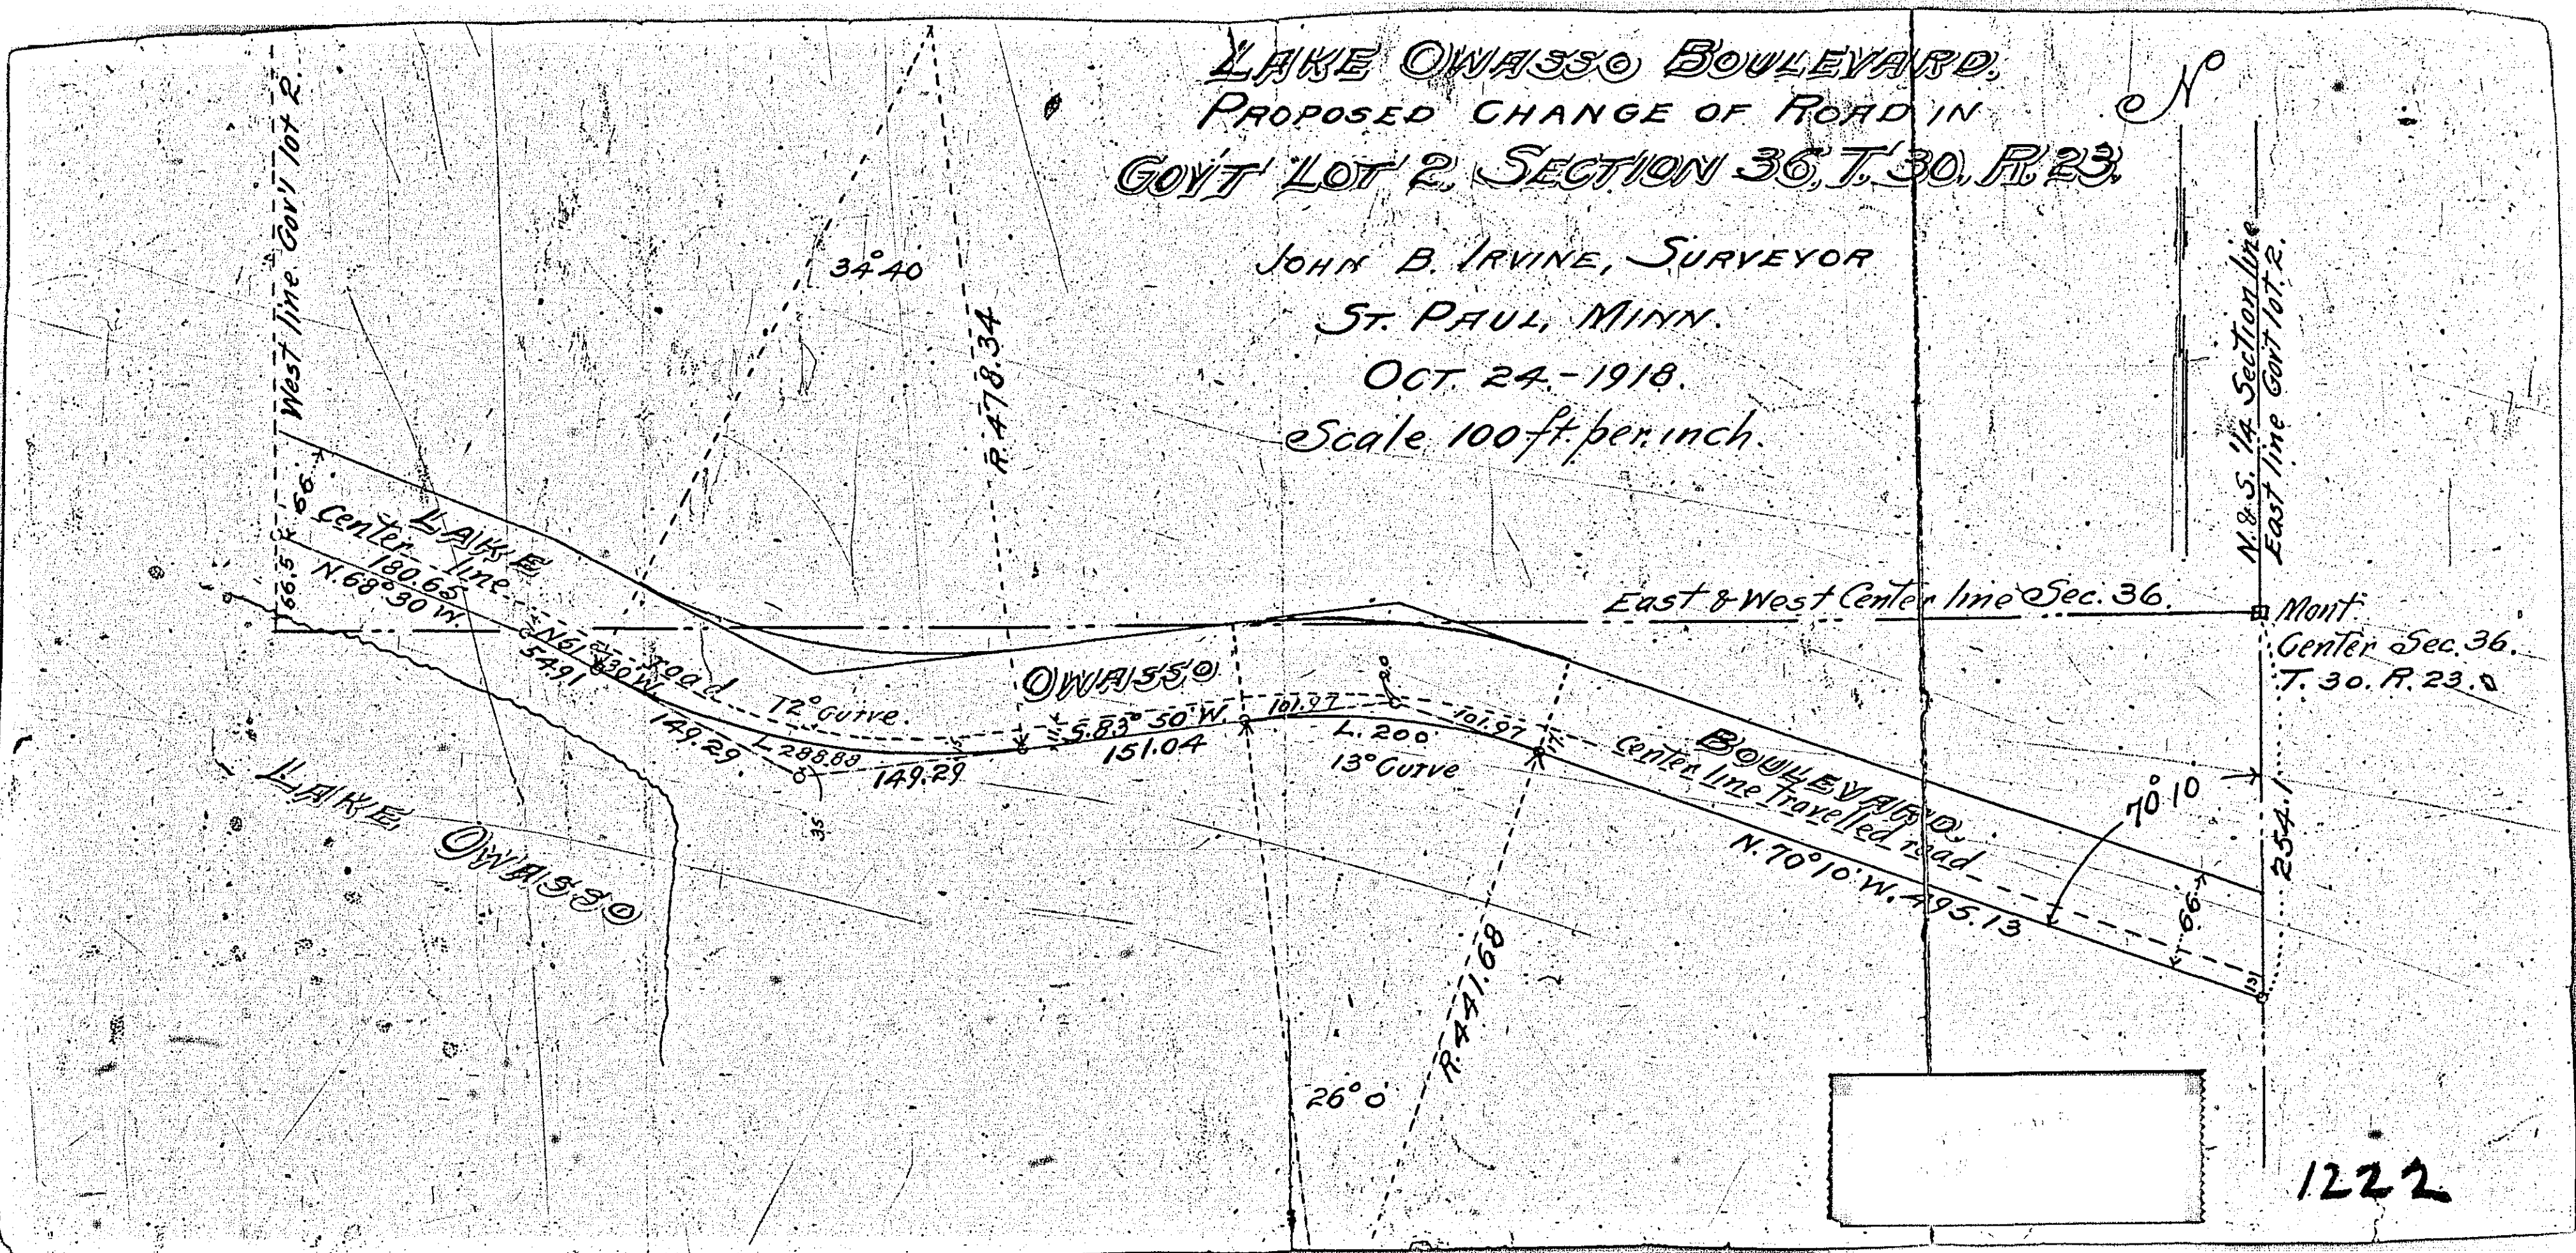 LAKE OWASSO BOULEVARD.
PROPOSED CHANGE OF ROAD IN
GOV'T LOT 2, SECTION 36, T. 30, R. 23.
JOHN B. IRVINE, SURVEYOR
ST. PAUL, MINN.
OCT. 24.-1918.
Scale 100 ft. per. inch.
N
West line Gov't lot 2.
34°40
R. 478.34
N. & S. 1/4 Section line
East line Gov't lot. 2.
66'
66.5
LAKE
Center line
180.65
N. 68° 30 W.
N 61° 30 W.
54.91
road
12° Curve.
149.29
L 288.88
149.29
35
15
OWASSO
S. 83° 50' W.
151.04
101.97
L. 200
101.97
13° Curve
17
East & West Center line Sec. 36.
Mont
Center Sec. 36.
T. 30. R. 23.
BOULEVARD.
Center line Travelled road
N. 70° 10' W. 495.13
70° 10
254.1
66'
15
LAKE OWASSO
R. 441.68
26° 0'
1222